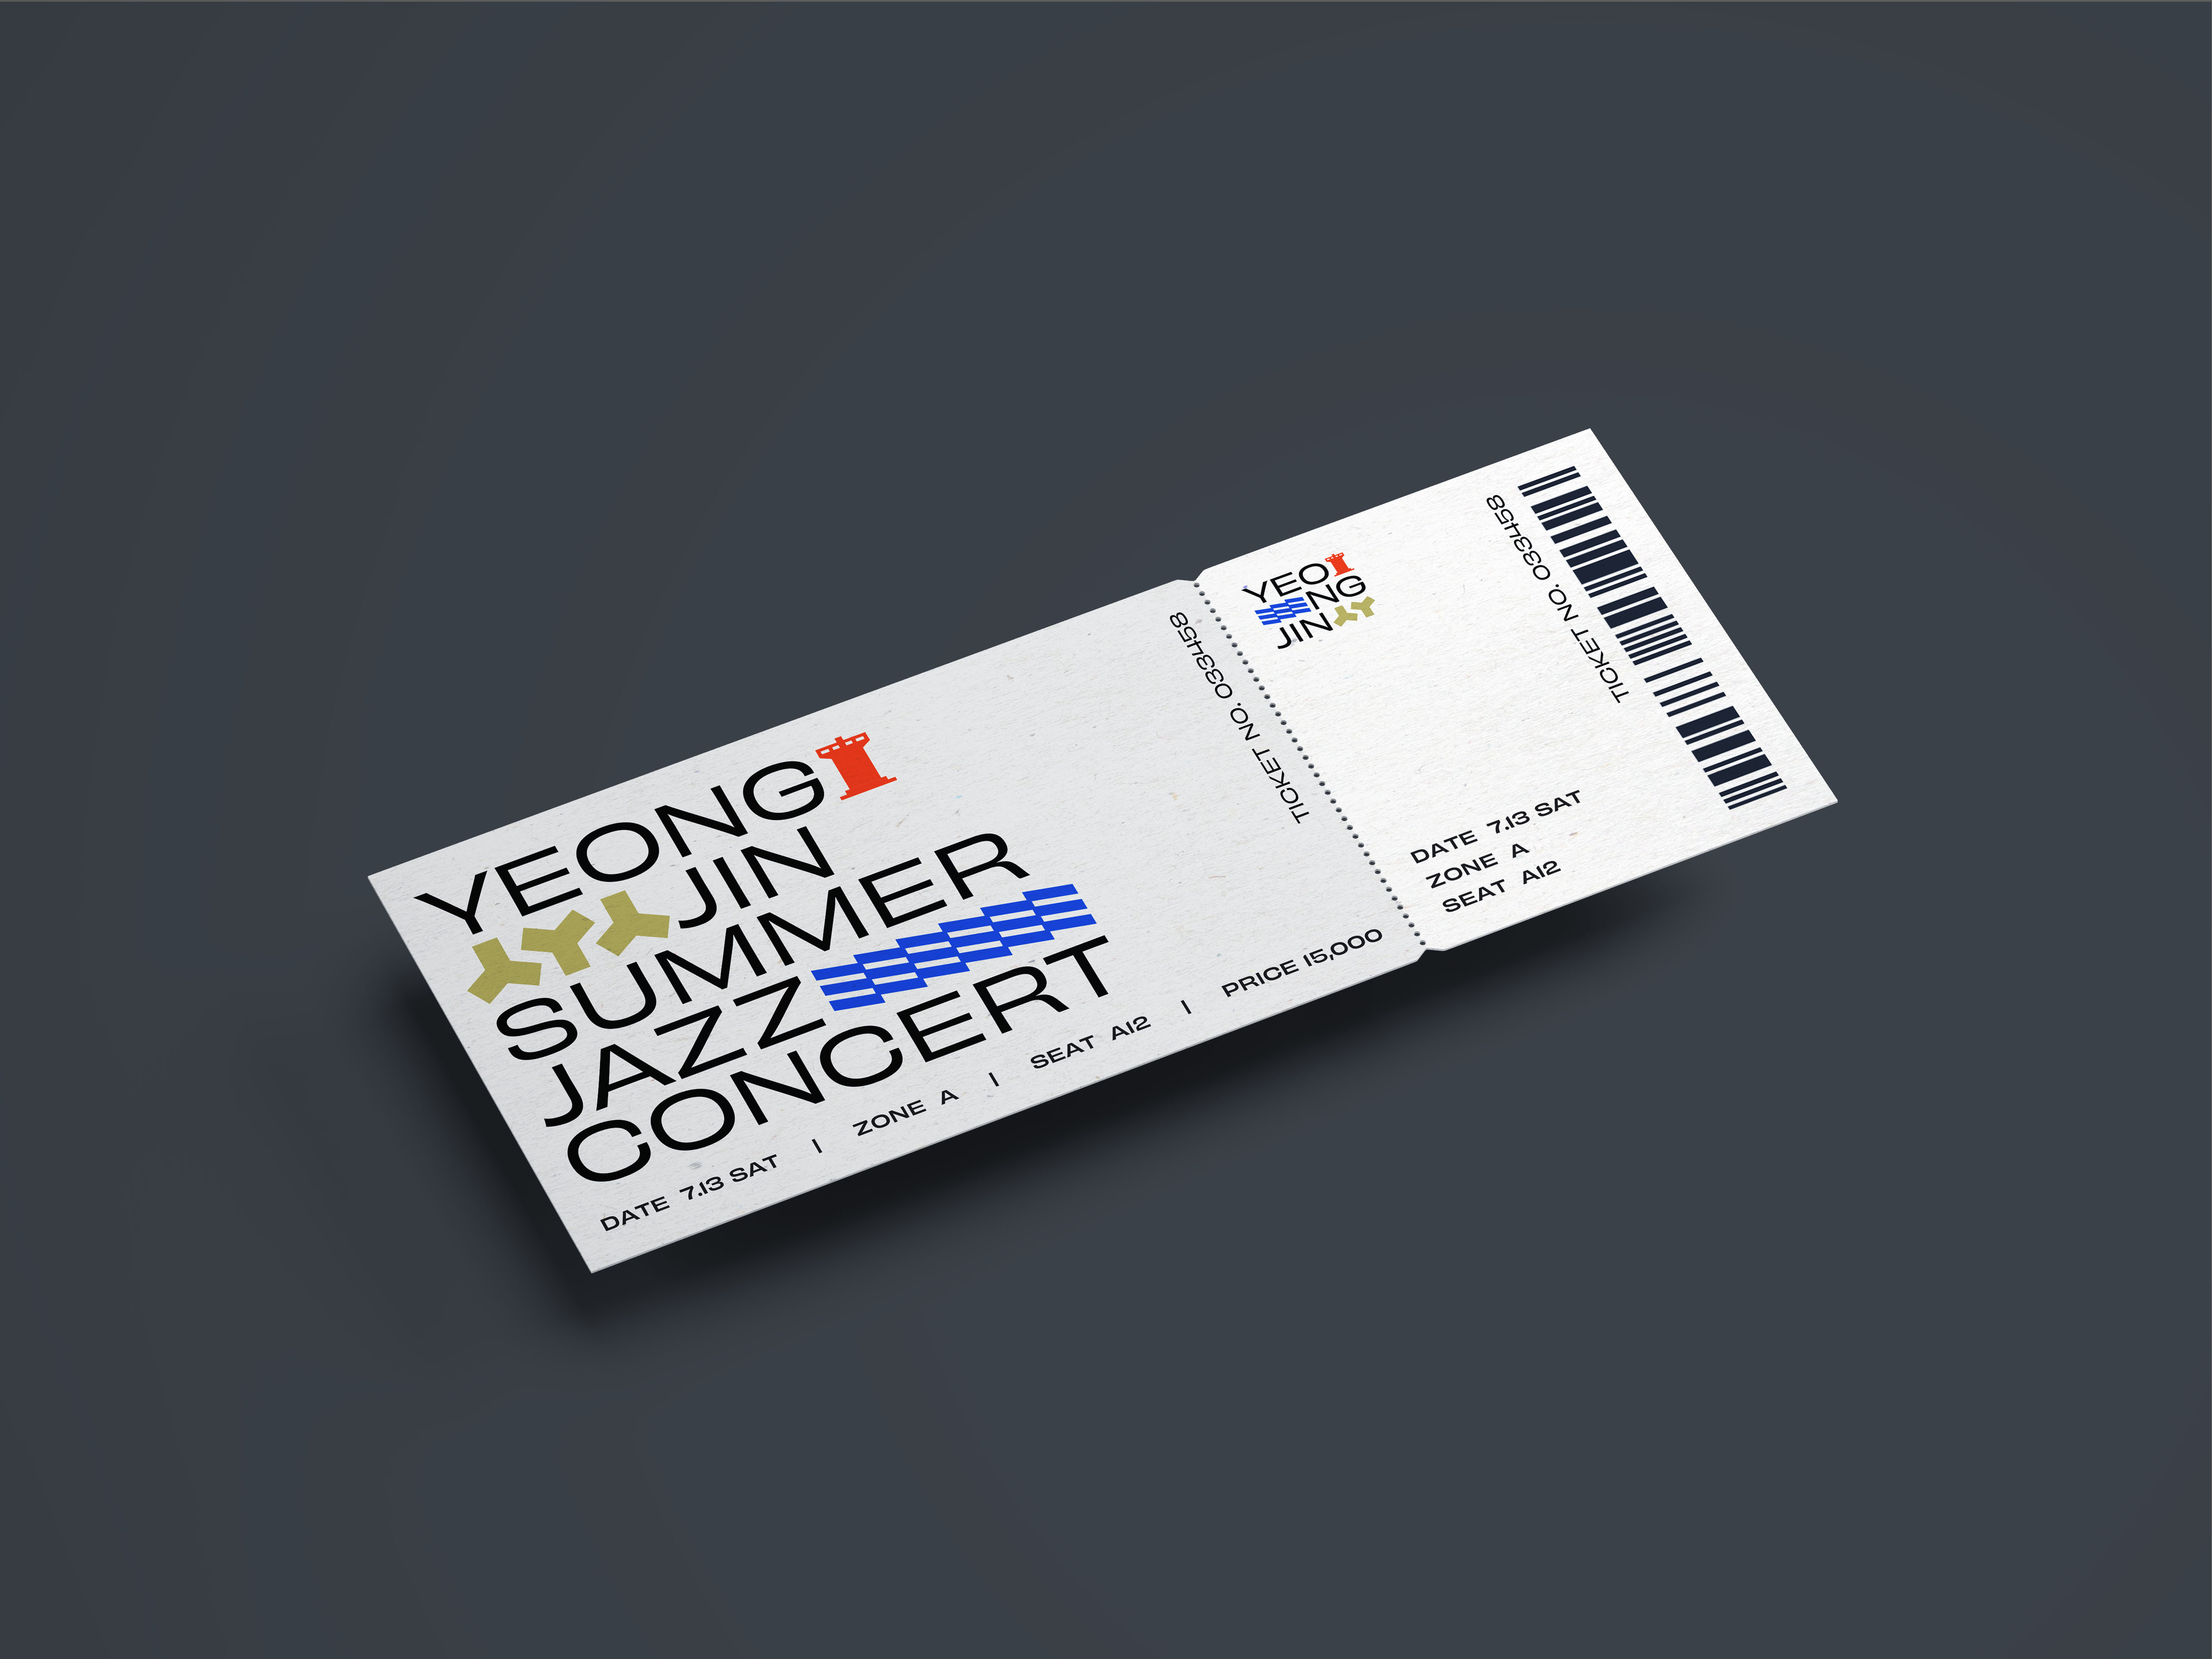 YEONG
JIN
SUMMER
JAZZ
CONCERT
DATE 7.13 SAT | ZONE A | SEAT A12 | PRICE 15,000
TICKET NO. 033458
YEO
NG
JIN
DATE 7.13 SAT
ZONE A
SEAT A12
TICKET NO. 033458